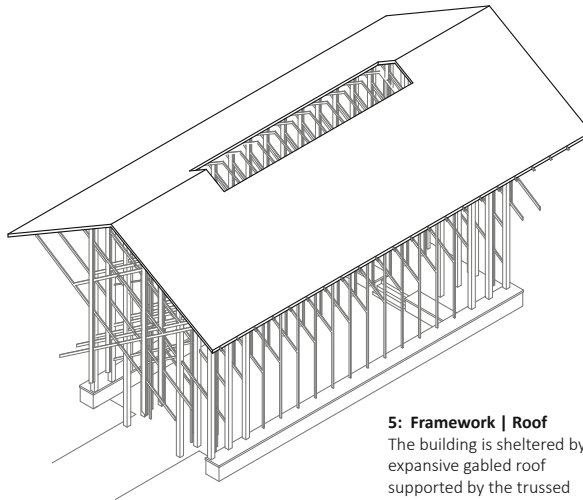 5: Framework | Roof
The building is sheltered by
expansive gabled roof
supported by the trussed